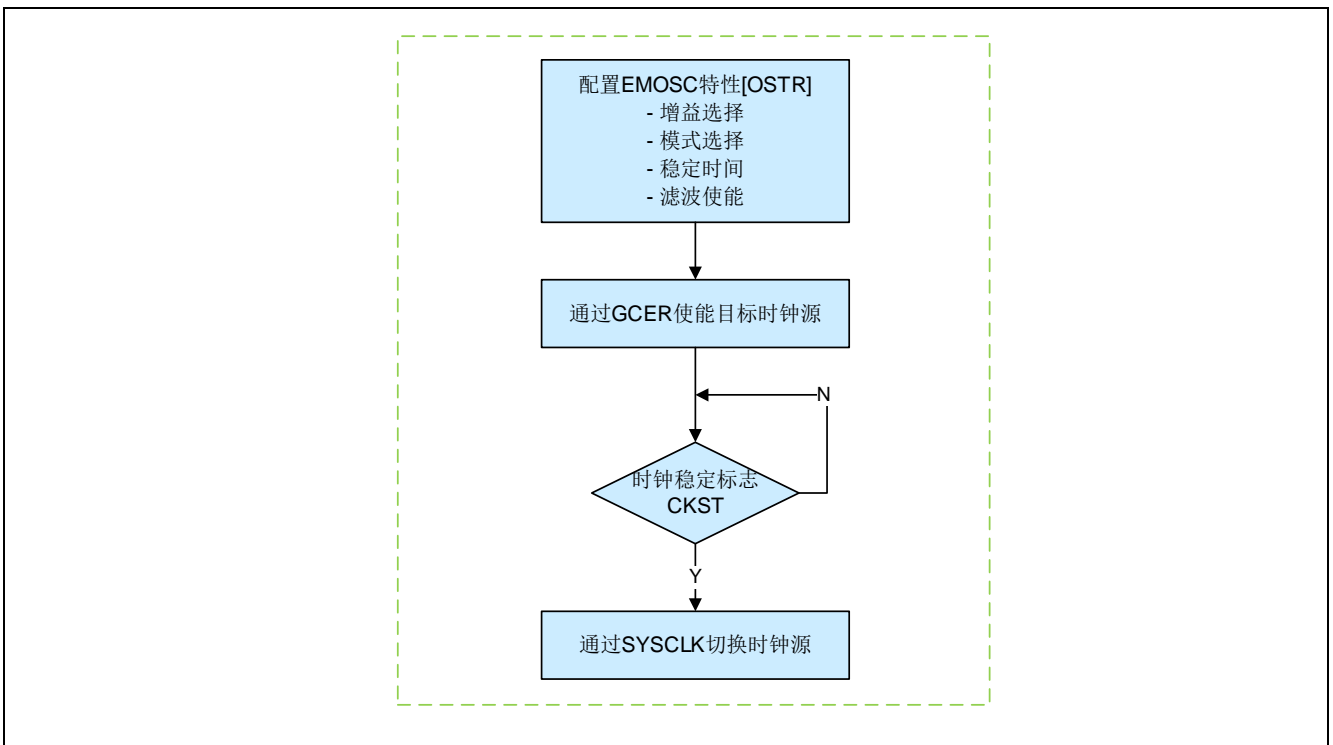 配置EMOSC特性[OSTR]
- 增益选择
- 模式选择
- 稳定时间
- 滤波使能
通过GCER使能目标时钟源
N
时钟稳定标志
CKST
Y
通过SYSCLK切换时钟源